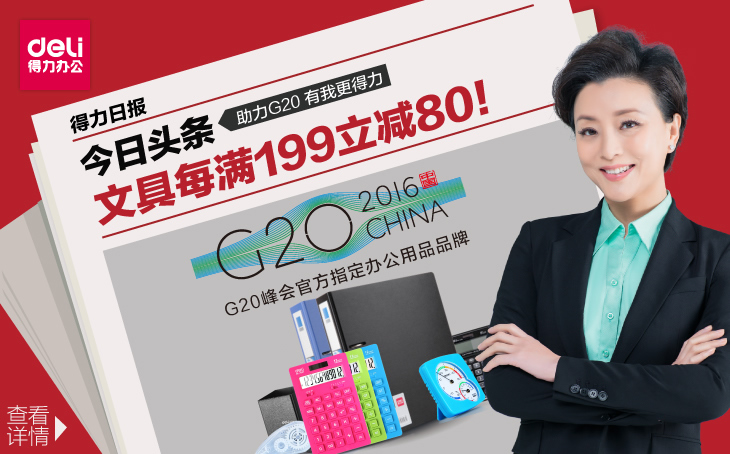 deli
得力办公
得力日报
今日头条
助力G20 有我更得力
文具每满199立减80!
G20 2016
CHINA
G20峰会官方指定办公用品品牌
查看
详情